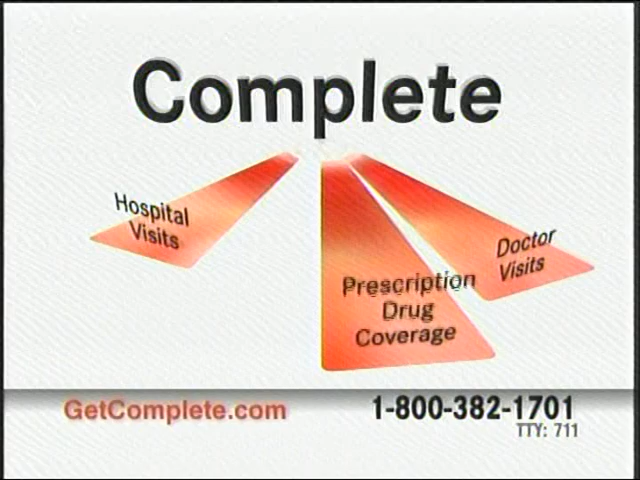 Complete
Hospital
Visits
Doctor
Visits
Prescription
Drug
Coverage
GetComplete.com
1-800-382-1701
TTY: 711